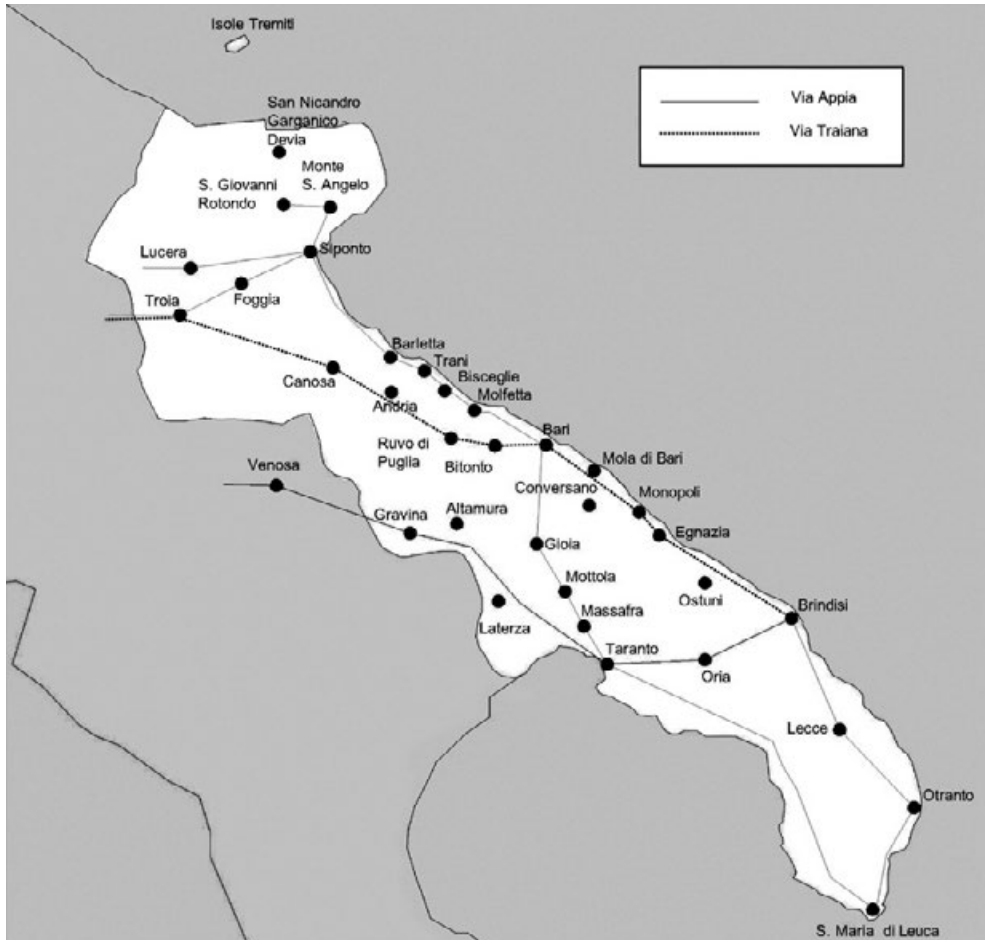 Isole Tremiti
Via Appia
Via Traiana
San Nicandro
Garganico
Devia
Monte
S. Angelo
S. Giovanni
Rotondo
Siponto
Lucera
Foggia
Troia
Barletta
Trani
Bisceglie
Molfetta
Canosa
Andria
Bari
Ruvo di
Puglia
Bitonto
Mola di Bari
Venosa
Conversano
Monopoli
Altamura
Gravina
Egnazia
Gioia
Mottola
Ostuni
Brindisi
Massafra
Laterza
Taranto
Oria
Lecce
Otranto
S. Maria di Leuca